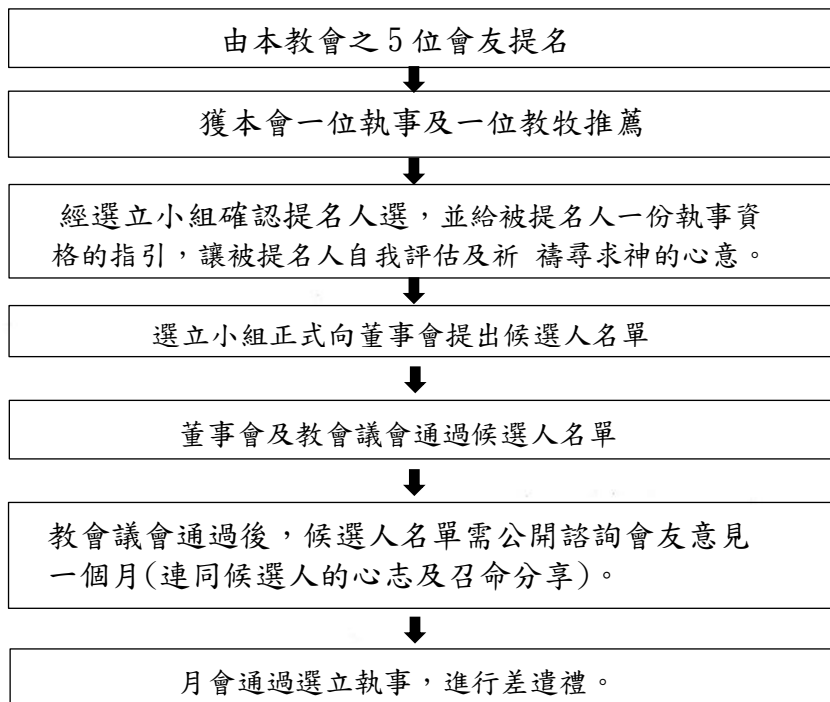 由本教會之5位會友提名
獲本會一位執事及一位教牧推薦
經選立小組確認提名人選，並給被提名人一份執事資
格的指引，讓被提名人自我評估及祈 禱尋求神的心意。
選立小組正式向董事會提出候選人名單
董事會及教會議會通過候選人名單
教會議會通過後，候選人名單需公開諮詢會友意見
一個月(連同候選人的心志及召命分享)。
月會通過選立執事，進行差遣禮。